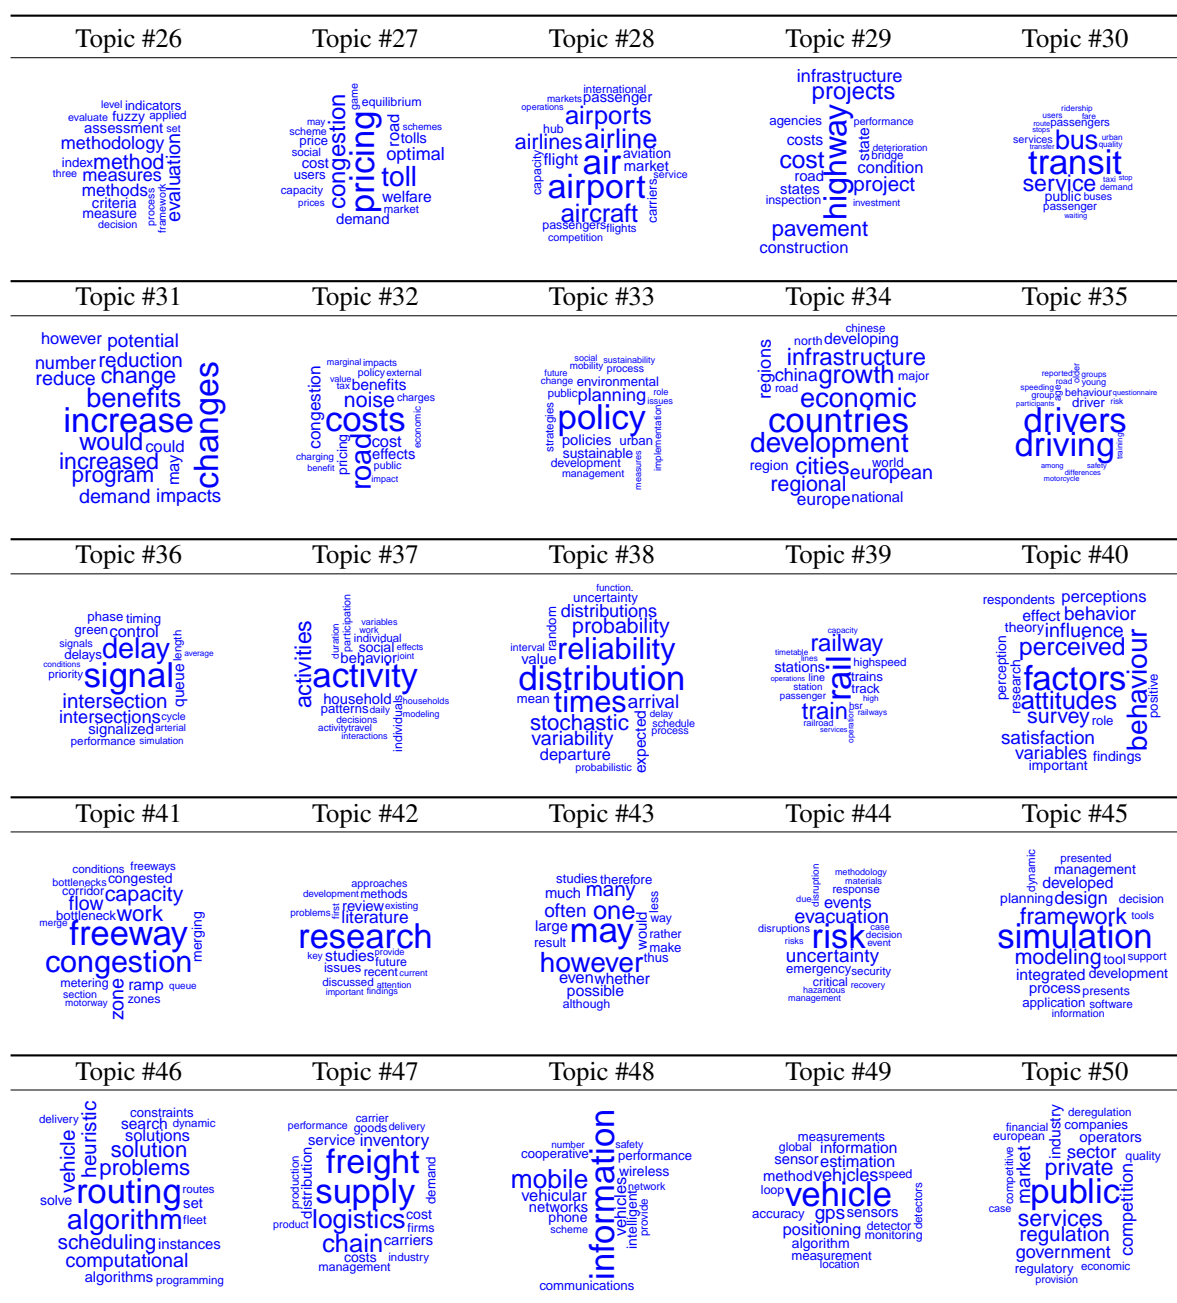 Topic #26 Topic #27 Topic #28 Topic #29 Topic #30
level indicators
evaluate fuzzy applied
assessment set
methodology
index method
three measures
methods
criteria
measure
decision
process
framework
evaluation
game
equilibrium
may
scheme
price
social
cost
users
capacity
prices
congestion
pricing
road
schemes
tolls
optimal
toll
welfare
market
demand
international
markets passenger
operations
airports
hub
airlines airline
flight air aviation
market
capacity
service
airport
carriers
aircraft
passengers flights
competition
infrastructure
projects
agencies
performance
costs
state
deterioration
cost
bridge
road
condition
states
project
inspection
highway
investment
pavement
construction
ridership
users fare
route passengers
stops
services bus urban
transfer quality
transit
service taxi stop
demand
public buses
passenger
waiting
Topic #31 Topic #32 Topic #33 Topic #34 Topic #35
however potential
number reduction
reduce change
benefits
increase
would could
increased
program
may
changes
demand impacts
marginal impacts
policy external
value
tax benefits
noise charges
congestion
costs
economic
road
cost
pricing
effects
charging
benefit
public
impact
social sustainability
mobility process
future
change environmental
public planning role
issues
strategies
policy
implementation
policies urban
sustainable
development
measures
management
chinese
north developing
infrastructure
regions
china growth major
road
economic
countries
development
region cities world
european
regional
europe national
reported groups
road older young
speeding
group age behaviour questionnaire
participants driver risk
drivers
driving
training
among safety
differences
motorcycle
Topic #36 Topic #37 Topic #38 Topic #39 Topic #40
phase timing
green control
signals
delays delay
length
average
conditions
priority signal
queue
intersection
intersections cycle
signalized arterial
performance simulation
activities
duration
participation
variables
work
individual
social effects
behavior joint
activity
household households
patterns daily
individuals
modeling
decisions
activitytravel
interactions
function.
uncertainty
random
distributions
probability
interval
value reliability
distribution
mean times arrival
stochastic delay
schedule
variability process
expected
departure
probabilistic
capacity
railway
timetable
lines
stations
rail
highspeed
operations line
trains
station
track
passenger
high
hsr
train
railways
railroad
services
operation
respondents perceptions
effect behavior
theory influence
perceived
perception
research
factors
attitudes
behaviour
positive
survey role
satisfaction
variables findings
important
Topic #41 Topic #42 Topic #43 Topic #44 Topic #45
conditions freeways
bottlenecks congested
corridor capacity
flow
bottleneck work
merge
freeway
merging
congestion
metering ramp queue
section
motorway zone zones
approaches
development methods
first review existing
problems literature
research
key studies provide
future
issues recent current
discussed attention
important findings
studies therefore
much many less
often one way
large may would rather
result make
however thus
even whether
possible
although
methodology
disruption materials
due response
events
evacuation
disruptions risk case
decision
risks event
uncertainty
emergency security
critical recovery
hazardous
management
dynamic
presented
management
developed
planning design decision
framework tools
simulation
modeling tool support
integrated development
process presents
application software
information
Topic #46 Topic #47 Topic #48 Topic #49 Topic #50
delivery
constraints
search dynamic
vehicle
heuristic
solutions
solution
problems
routing routes
solve set
algorithm fleet
scheduling instances
computational
algorithms programming
carrier
performance goods delivery
service inventory
production
distribution
freight
demand
supply
product logistics cost
firms
chain carriers
costs industry
management
number safety
cooperative performance
mobile wireless
vehicular network
networks vehicles
phone intelligent
scheme provide
information
communications
measurements
global information
sensor estimation
method vehicles speed
loop vehicle
accuracy gps sensors
detectors
positioning detector
monitoring
algorithm
measurement
location
deregulation
financial industry companies
european operators
sector
market private quality
competitive
case public
services
competition
regulation
government
regulatory economic
provision